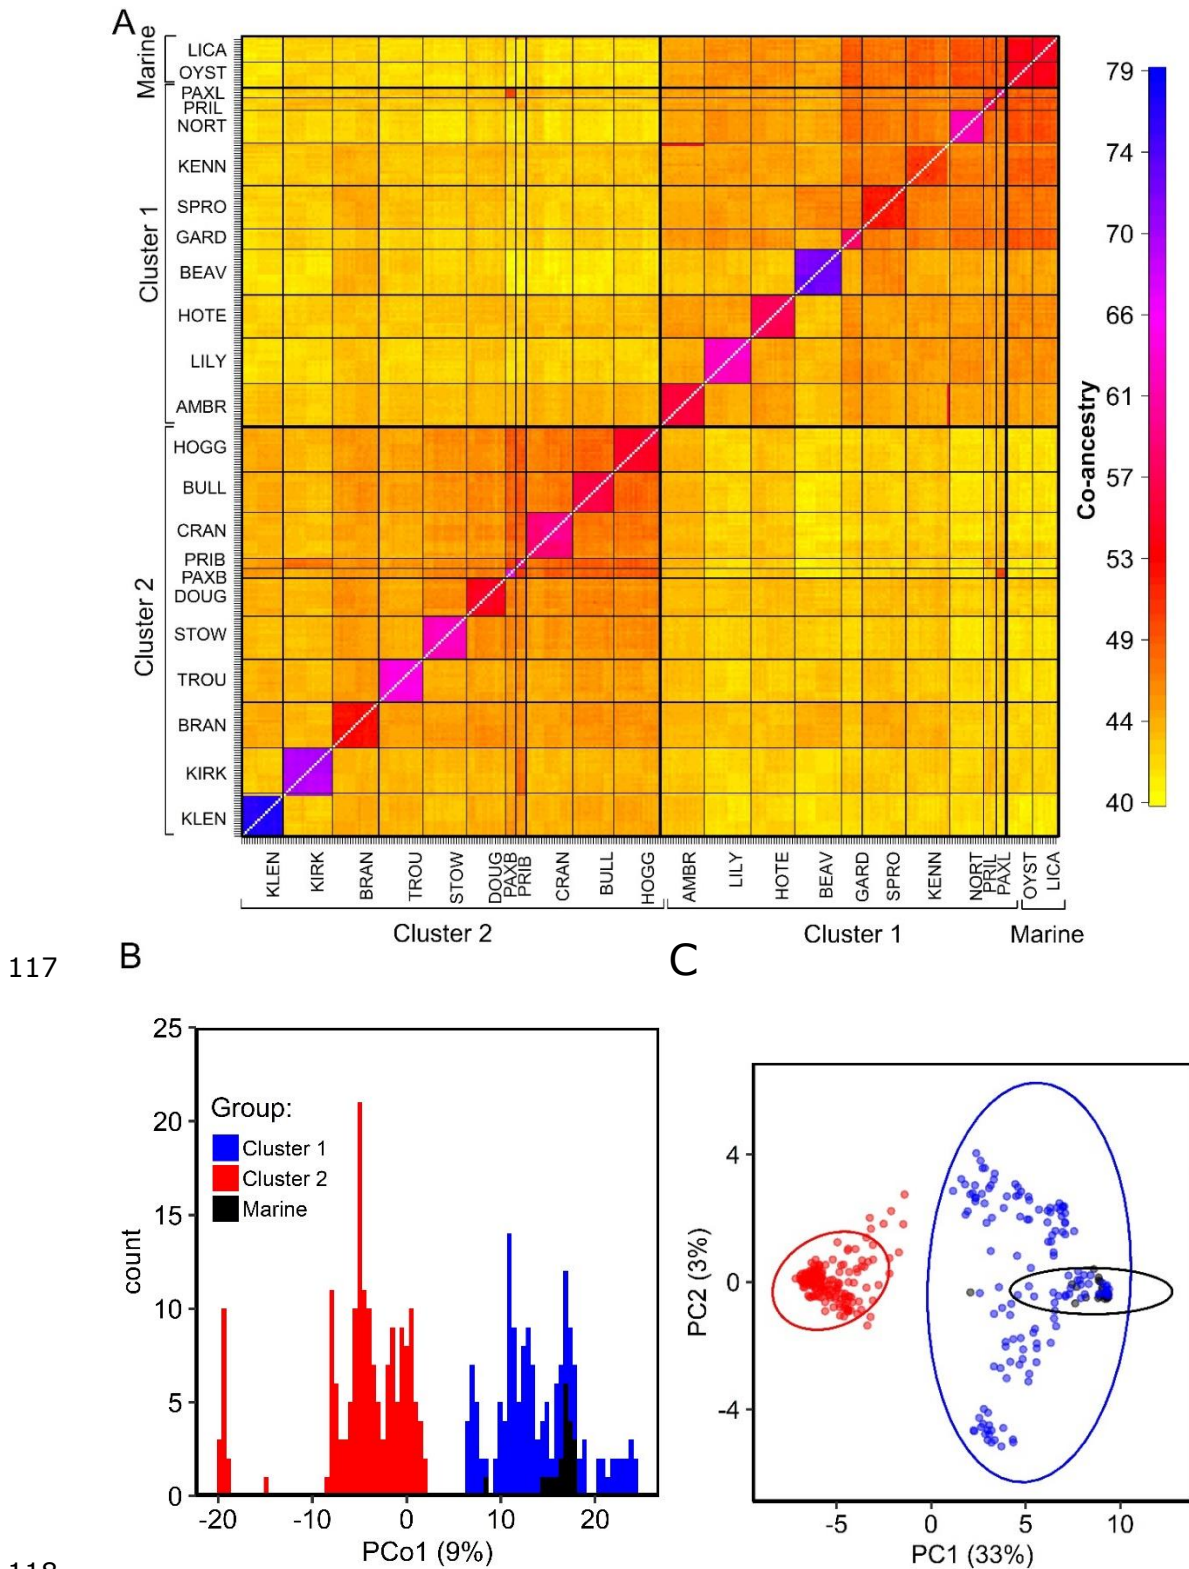 A
Marine
LICA
OYST
PAXL
PRIL
NORT
KENN
SPRO
GARD
BEAV
HOTE
LILY
AMBR
Cluster 1
HOGG
BULL
CRAN
PRIB
PAXB
DOUG
STOW
TROU
BRAN
KIRK
KLEN
Cluster 2
KLEN KIRK BRAN TROU STOW DOUG PAXB PRIB CRAN BULL HOGG AMBR LILY HOTE BEAV GARD SPRO KENN NORT PRIL PAXL OYST LICA
Cluster 2 Cluster 1 Marine
79
74
70
66
61
57
53
49
44
40
Co-ancestry
117
B
25
20
15
10
5
0
count
Group:
Cluster 1
Cluster 2
Marine
-20 -10 0 10 20
PCo1 (9%)
C
4
0
-4
PC2 (3%)
-5 0 5 10
PC1 (33%)